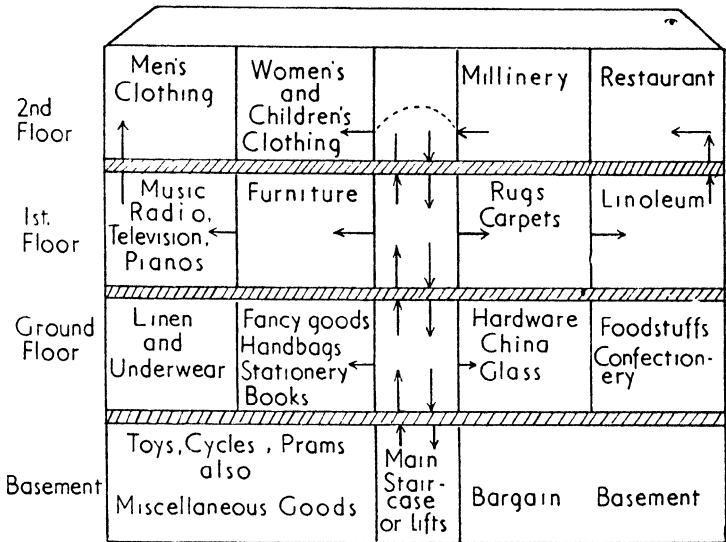 2nd
Floor
Men's
Clothing
Women's
and
Children's
Clothing
Millinery
Restaurant
1st.
Floor
Music
Radio,
Television,
Pianos
Furniture
Rugs
Carpets
Linoleum
Ground
Floor
Linen
and
Underwear
Fancy goods
Handbags
Stationery
Books
Hardware
China
Glass
Foodstuffs
Confection-
ery
Basement
Toys, Cycles, Prams
also
Miscellaneous Goods
Main
Stair-
case
or lifts
Bargain Basement